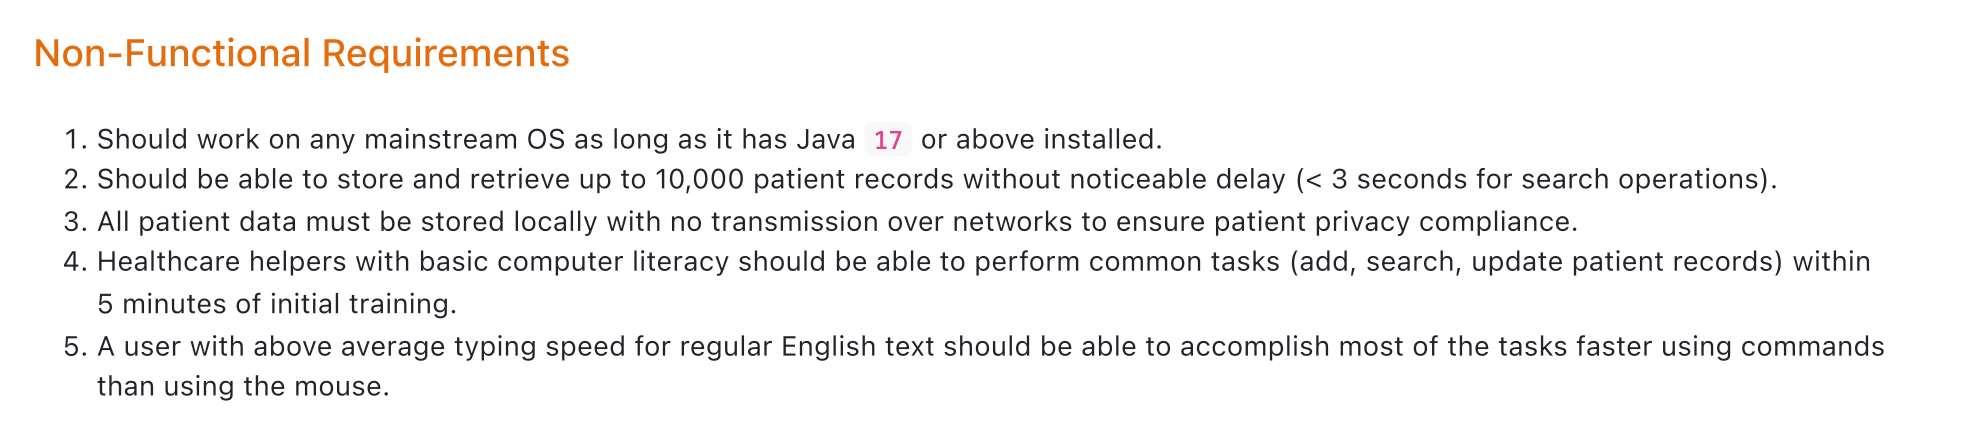 Non-Functional Requirements
1. Should work on any mainstream OS as long as it has Java 17 or above installed.
2. Should be able to store and retrieve up to 10,000 patient records without noticeable delay (< 3 seconds for search operations).
3. All patient data must be stored locally with no transmission over networks to ensure patient privacy compliance.
4. Healthcare helpers with basic computer literacy should be able to perform common tasks (add, search, update patient records) within
5 minutes of initial training.
5. A user with above average typing speed for regular English text should be able to accomplish most of the tasks faster using commands
than using the mouse.